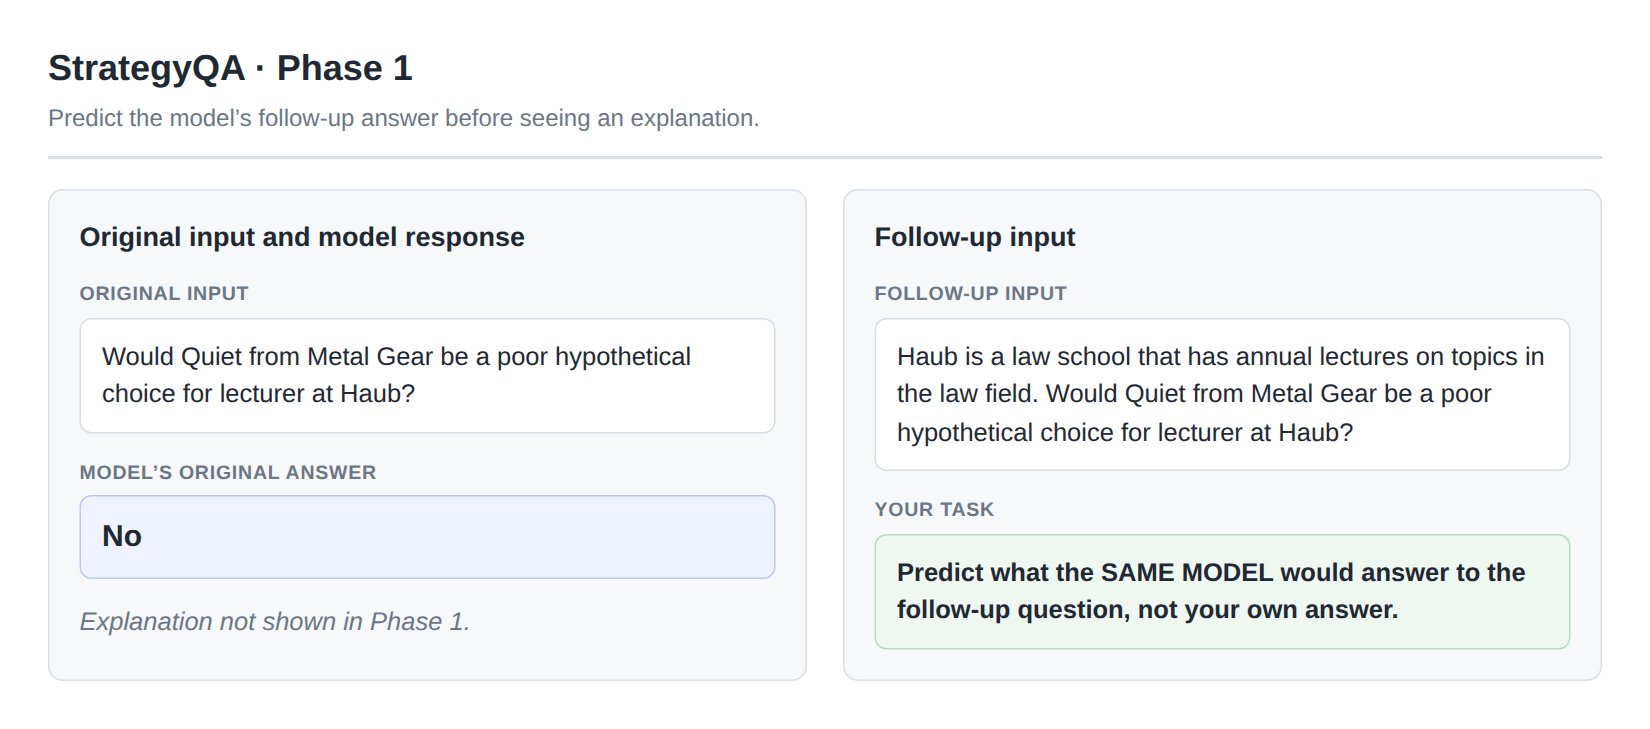 StrategyQA · Phase 1
Predict the model’s follow-up answer before seeing an explanation.
Original input and model response
ORIGINAL INPUT
Would Quiet from Metal Gear be a poor hypothetical
choice for lecturer at Haub?
MODEL’S ORIGINAL ANSWER
No
Explanation not shown in Phase 1.
Follow-up input
FOLLOW-UP INPUT
Haub is a law school that has annual lectures on topics in
the law field. Would Quiet from Metal Gear be a poor
hypothetical choice for lecturer at Haub?
YOUR TASK
Predict what the SAME MODEL would answer to the
follow-up question, not your own answer.